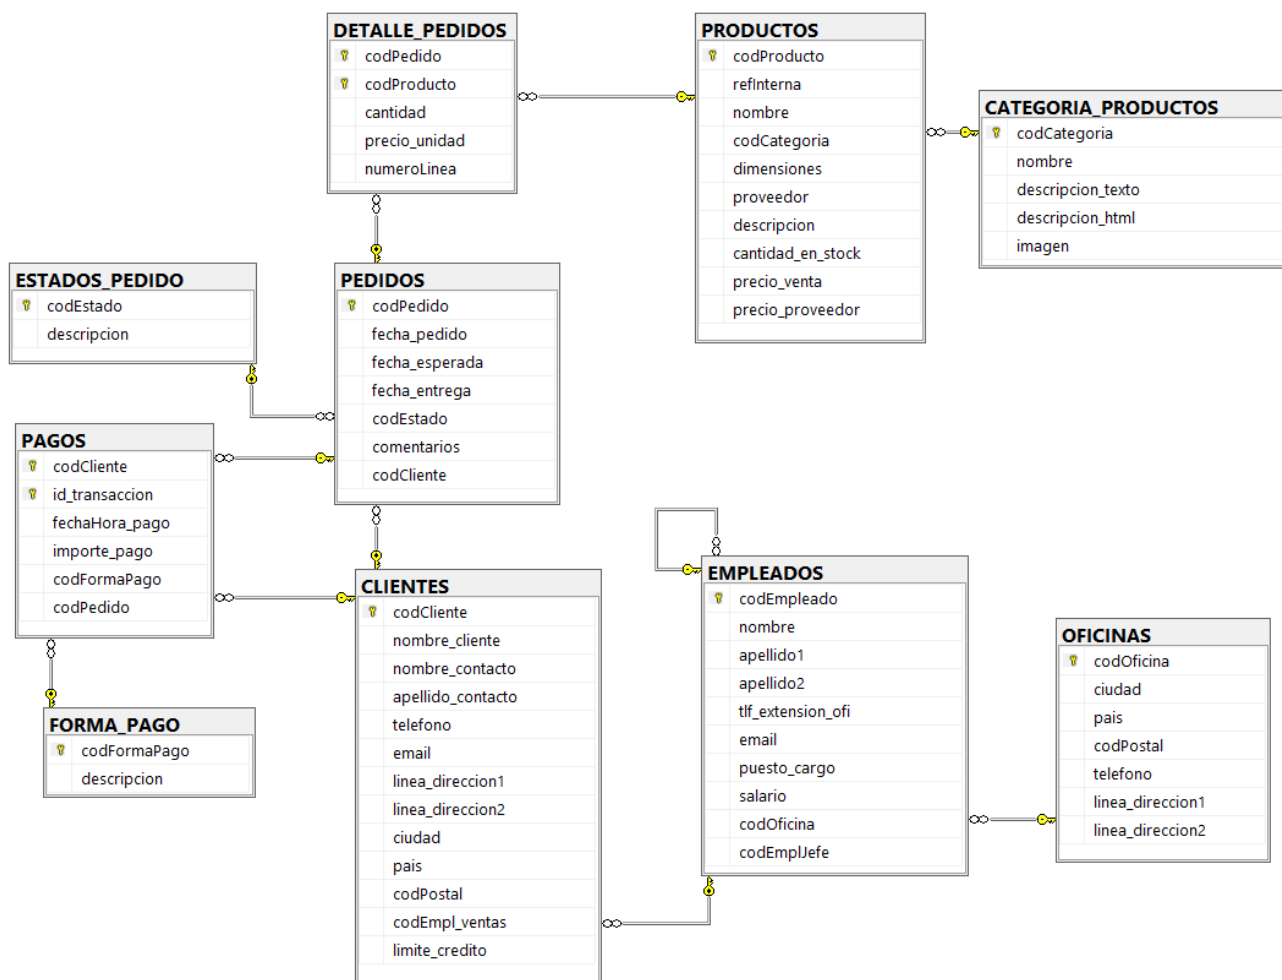 DETALLE_PEDIDOS
codPedido
codProducto
cantidad
precio_unidad
numeroLinea
PRODUCTOS
codProducto
refInterna
nombre
codCategoria
dimensiones
proveedor
descripcion
cantidad_en_stock
precio_venta
precio_proveedor
CATEGORIA_PRODUCTOS
codCategoria
nombre
descripcion_texto
descripcion_html
imagen
ESTADOS_PEDIDO
codEstado
descripcion
PEDIDOS
codPedido
fecha_pedido
fecha_esperada
fecha_entrega
codEstado
comentarios
codCliente
PAGOS
codCliente
id_transaccion
fechaHora_pago
importe_pago
codFormaPago
codPedido
FORMA_PAGO
codFormaPago
descripcion
CLIENTES
codCliente
nombre_cliente
nombre_contacto
apellido_contacto
telefono
email
linea_direccion1
linea_direccion2
ciudad
pais
codPostal
codEmpl_ventas
limite_credito
EMPLEADOS
codEmpleado
nombre
apellido1
apellido2
tlf_extension_ofi
email
puesto_cargo
salario
codOficina
codEmplJefe
OFICINAS
codOficina
ciudad
pais
codPostal
telefono
linea_direccion1
linea_direccion2